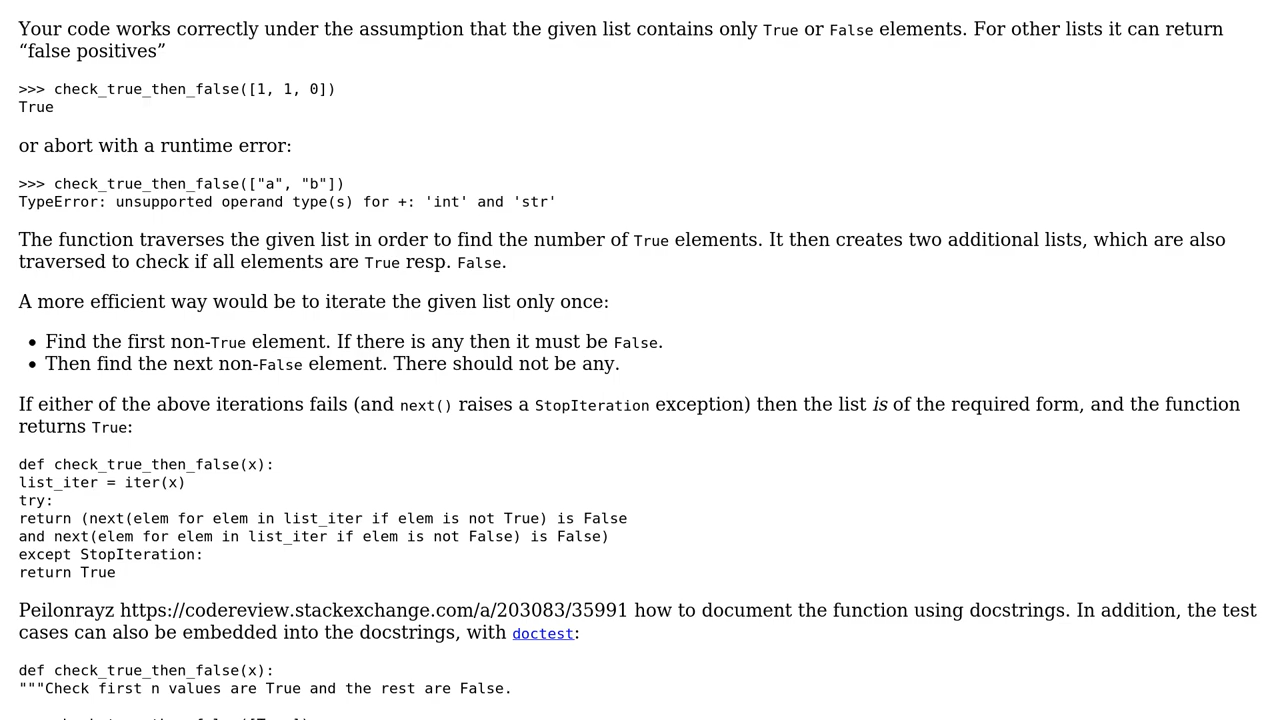 Your code works correctly under the assumption that the given list contains only True or False elements. For other lists it can return
“false positives”
>>> check_true_then_false([1, 1, 0])
True
or abort with a runtime error:
>>> check_true_then_false(["a", "b"])
TypeError: unsupported operand type(s) for +: 'int' and 'str'
The function traverses the given list in order to find the number of True elements. It then creates two additional lists, which are also
traversed to check if all elements are True resp. False.
A more efficient way would be to iterate the given list only once:
• Find the first non-True element. If there is any then it must be False.
• Then find the next non-False element. There should not be any.
If either of the above iterations fails (and next() raises a StopIteration exception) then the list is of the required form, and the function
returns True:
def check_true_then_false(x):
list_iter = iter(x)
try:
return (next(elem for elem in list_iter if elem is not True) is False
and next(elem for elem in list_iter if elem is not False) is False)
except StopIteration:
return True
Peilonrayz https://codereview.stackexchange.com/a/203083/35991 how to document the function using docstrings. In addition, the test
cases can also be embedded into the docstrings, with doctest:
def check_true_then_false(x):
"""Check first n values are True and the rest are False.